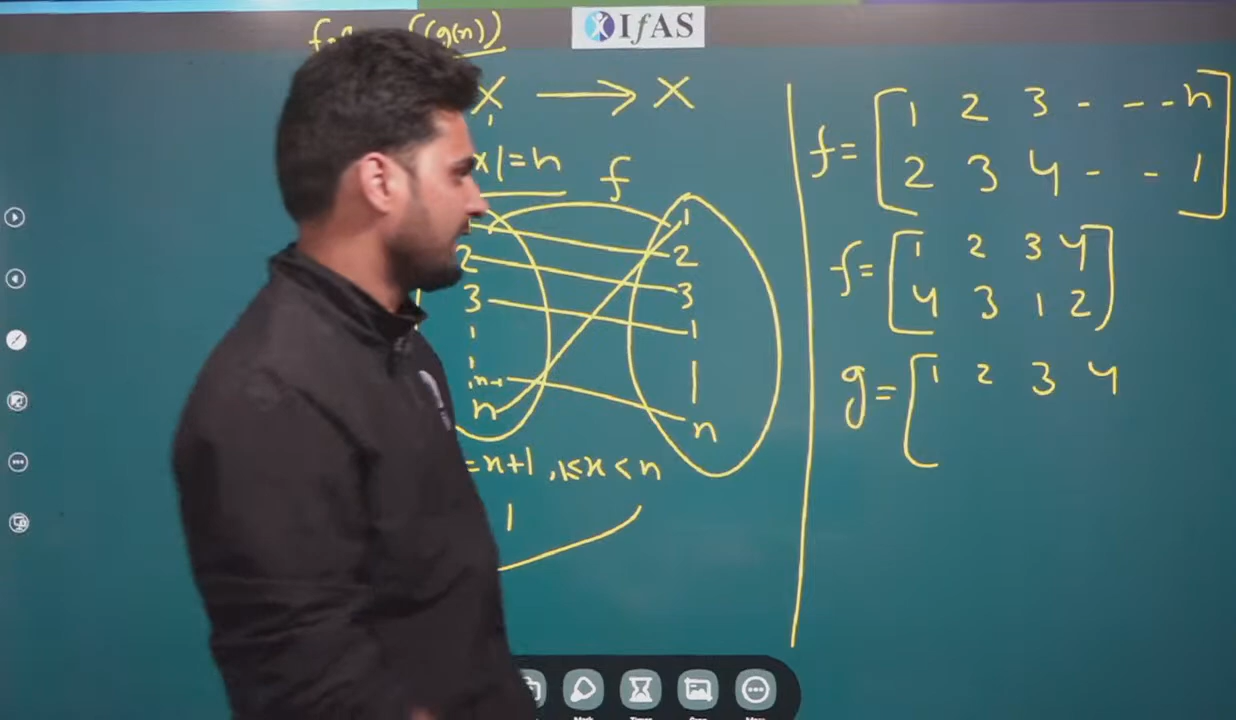 ((g(n))
IfAS
X → X
x|=n f
1
2 2
3 3
1
n-1
n n
=x+1, 1≤x<n
1
f= [1 2 3 - - - n
2 3 4 - - 1]
f= [1 2 3 4
4 3 1 2]
g= [1 2 3 4